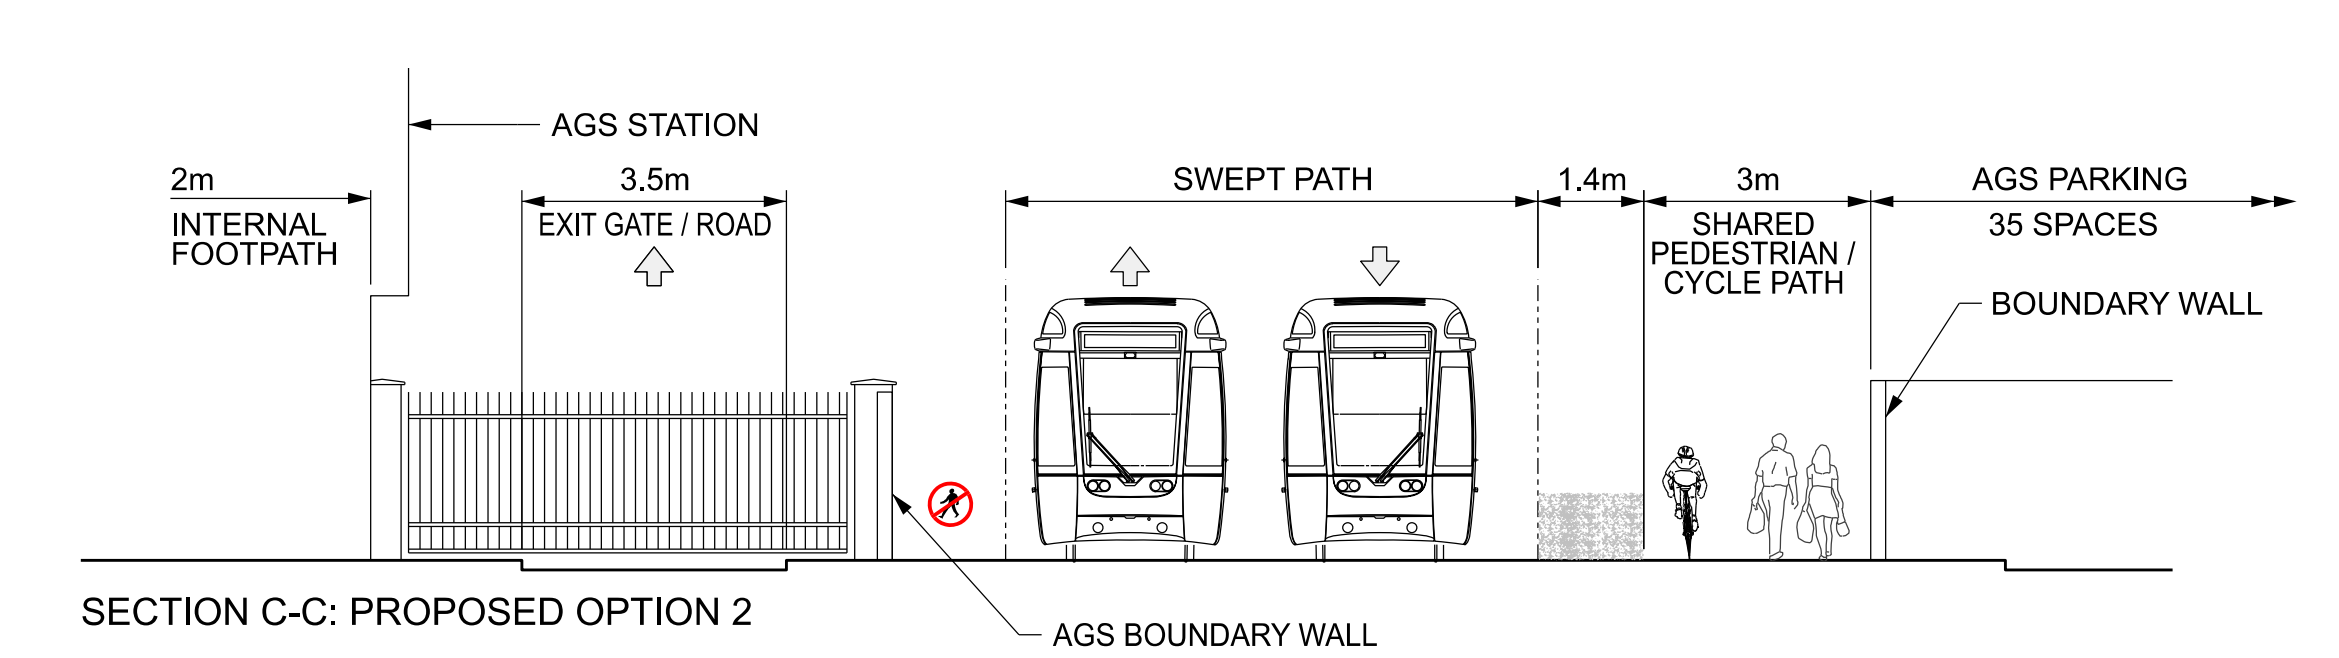 AGS STATION
2m
INTERNAL
FOOTPATH
3.5m
EXIT GATE / ROAD
SWEPT PATH
1.4m
3m
SHARED
PEDESTRIAN /
CYCLE PATH
AGS PARKING
35 SPACES
BOUNDARY WALL
SECTION C-C: PROPOSED OPTION 2
AGS BOUNDARY WALL